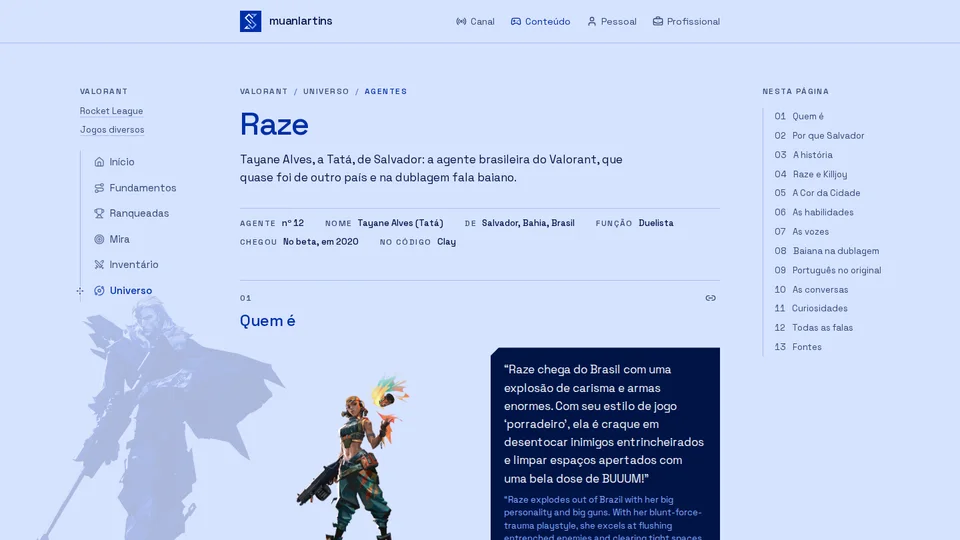 muanlartins
Canal
Conteúdo
Pessoal
Profissional
VALORANT
Rocket League
Jogos diversos
Início
Fundamentos
Ranqueadas
Mira
Inventário
Universo
VALORANT / UNIVERSO / AGENTES
Raze
Tayane Alves, a Tatá, de Salvador: a agente brasileira do Valorant, que
quase foi de outro país e na dublagem fala baiano.
AGENTE nº 12 NOME Tayane Alves (Tatá) DE Salvador, Bahia, Brasil FUNÇÃO Duelista
CHEGOU No beta, em 2020 NO CÓDIGO Clay
01
Quem é
“Raze chega do Brasil com uma
explosão de carisma e armas
enormes. Com seu estilo de jogo
‘porradeiro’, ela é craque em
desentocar inimigos entrincheirados
e limpar espaços apertados com
uma bela dose de BUUUM!”
“Raze explodes out of Brazil with her big
personality and big guns. With her blunt-force-
trauma playstyle, she excels at flushing
entrenched enemies and clearing tight spaces
NESTA PÁGINA
01 Quem é
02 Por que Salvador
03 A história
04 Raze e Killjoy
05 A Cor da Cidade
06 As habilidades
07 As vozes
08 Baiana na dublagem
09 Português no original
10 As conversas
11 Curiosidades
12 Todas as falas
13 Fontes